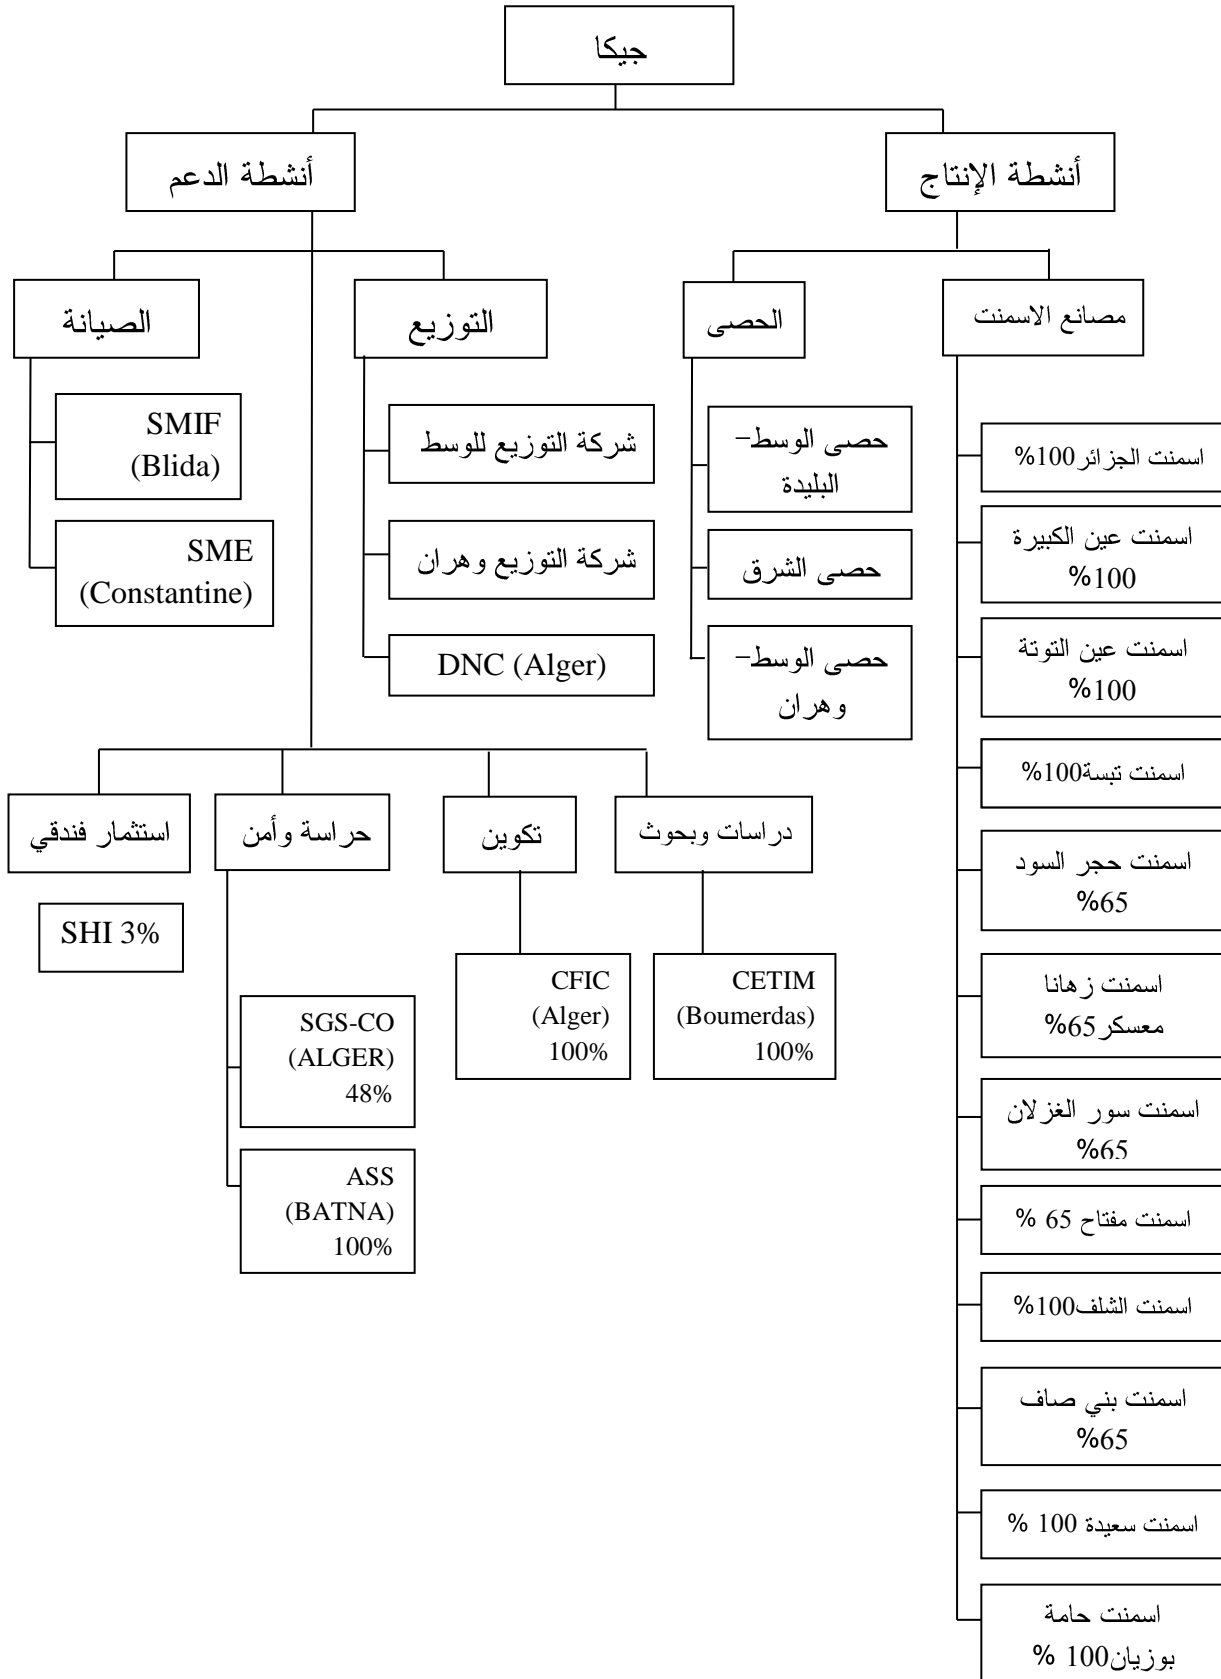 جيكا
أنشطة الإنتاج
أنشطة الدعم
مصانع الاسمنت
الحصى
التوزيع
الصيانة
اسمنت الجزائر100%
اسمنت عين الكبيرة
100%
اسمنت عين التوتة
100%
اسمنت تبسة100%
اسمنت حجر السود
65%
اسمنت زهانا
معسكر65%
اسمنت سور الغزلان
65%
اسمنت مفتاح 65 %
اسمنت الشلف100%
اسمنت بني صاف
65%
اسمنت سعيدة 100 %
اسمنت حامة
بوزيان100 %
حصى الوسط–
البليدة
حصى الشرق
حصى الوسط–
وهران
شركة التوزيع للوسط
شركة التوزيع وهران
DNC (Alger)
SMIF
(Blida)
SME
(Constantine)
دراسات وبحوث
تكوين
حراسة وأمن
استثمار فندقي
CETIM
(Boumerdas)
100%
CFIC
(Alger)
100%
SGS-CO
(ALGER)
48%
ASS
(BATNA)
100%
SHI 3%